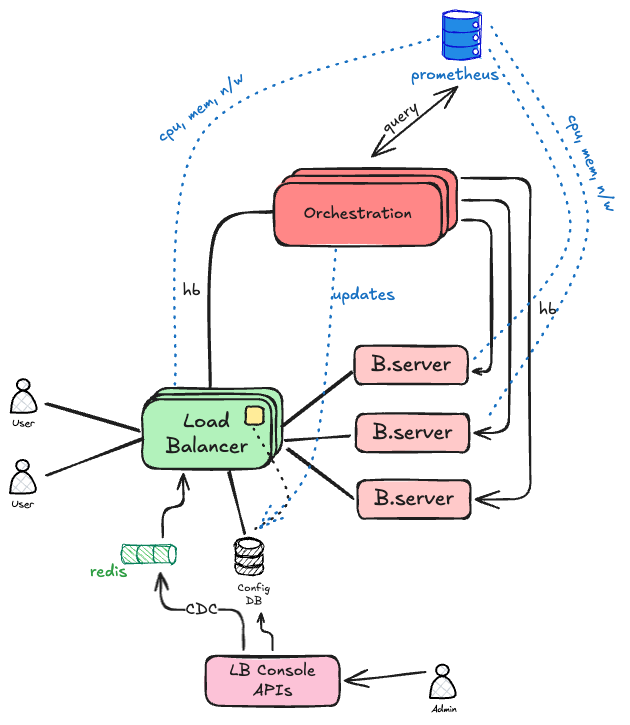 prometheus
cpu, mem, n/w
query
cpu, mem, n/w
Orchestration
hb
updates
hb
B.server
User
Load
Balancer
B.server
User
B.server
redis
Config
DB
CDC
LB Console
APIs
Admin